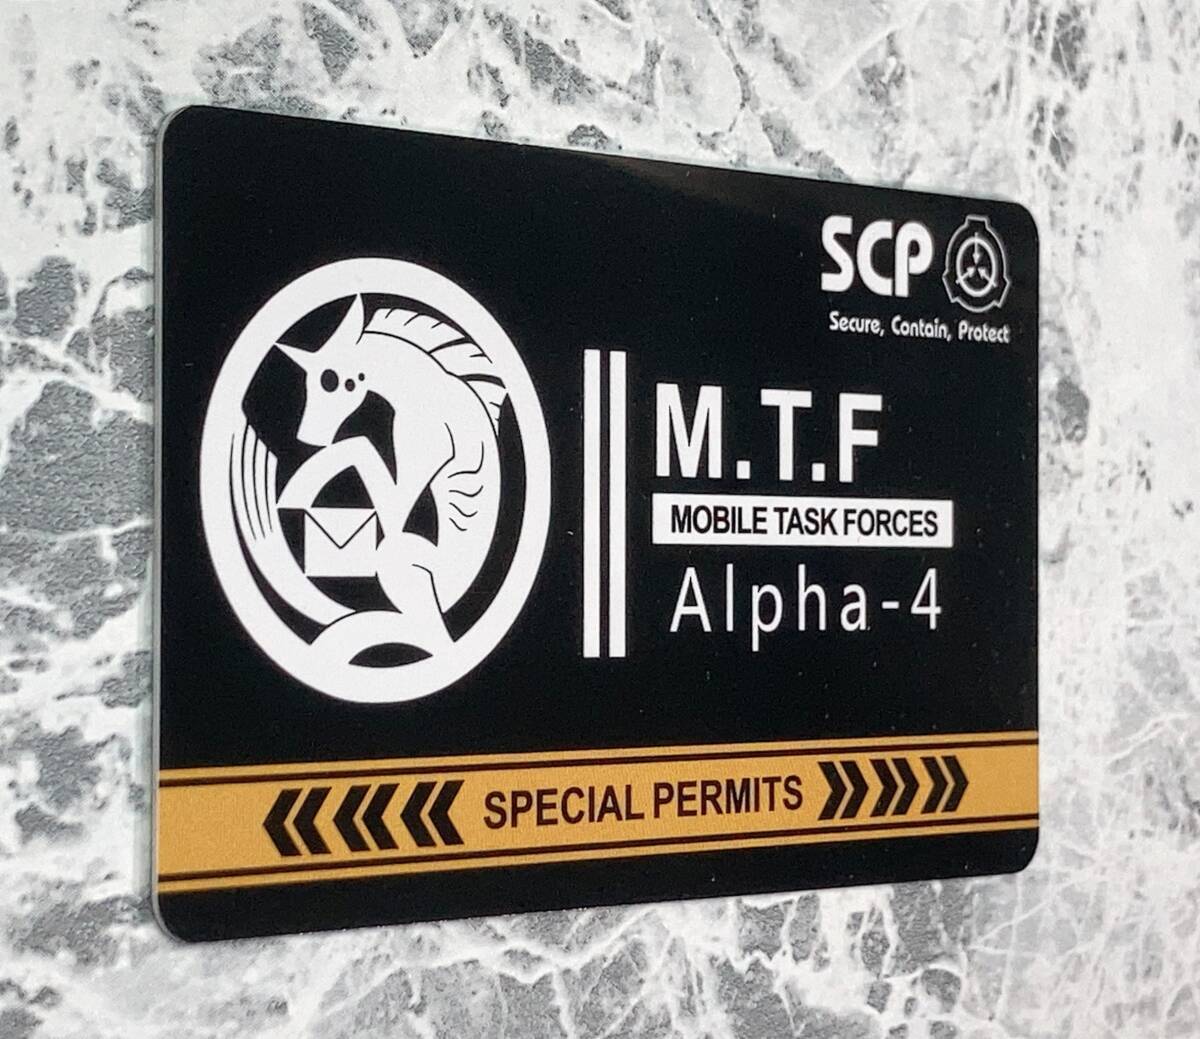 SCP
Secure, Contain, Protect
M.T.F
MOBILE TASK FORCES
Alpha-4
SPECIAL PERMITS